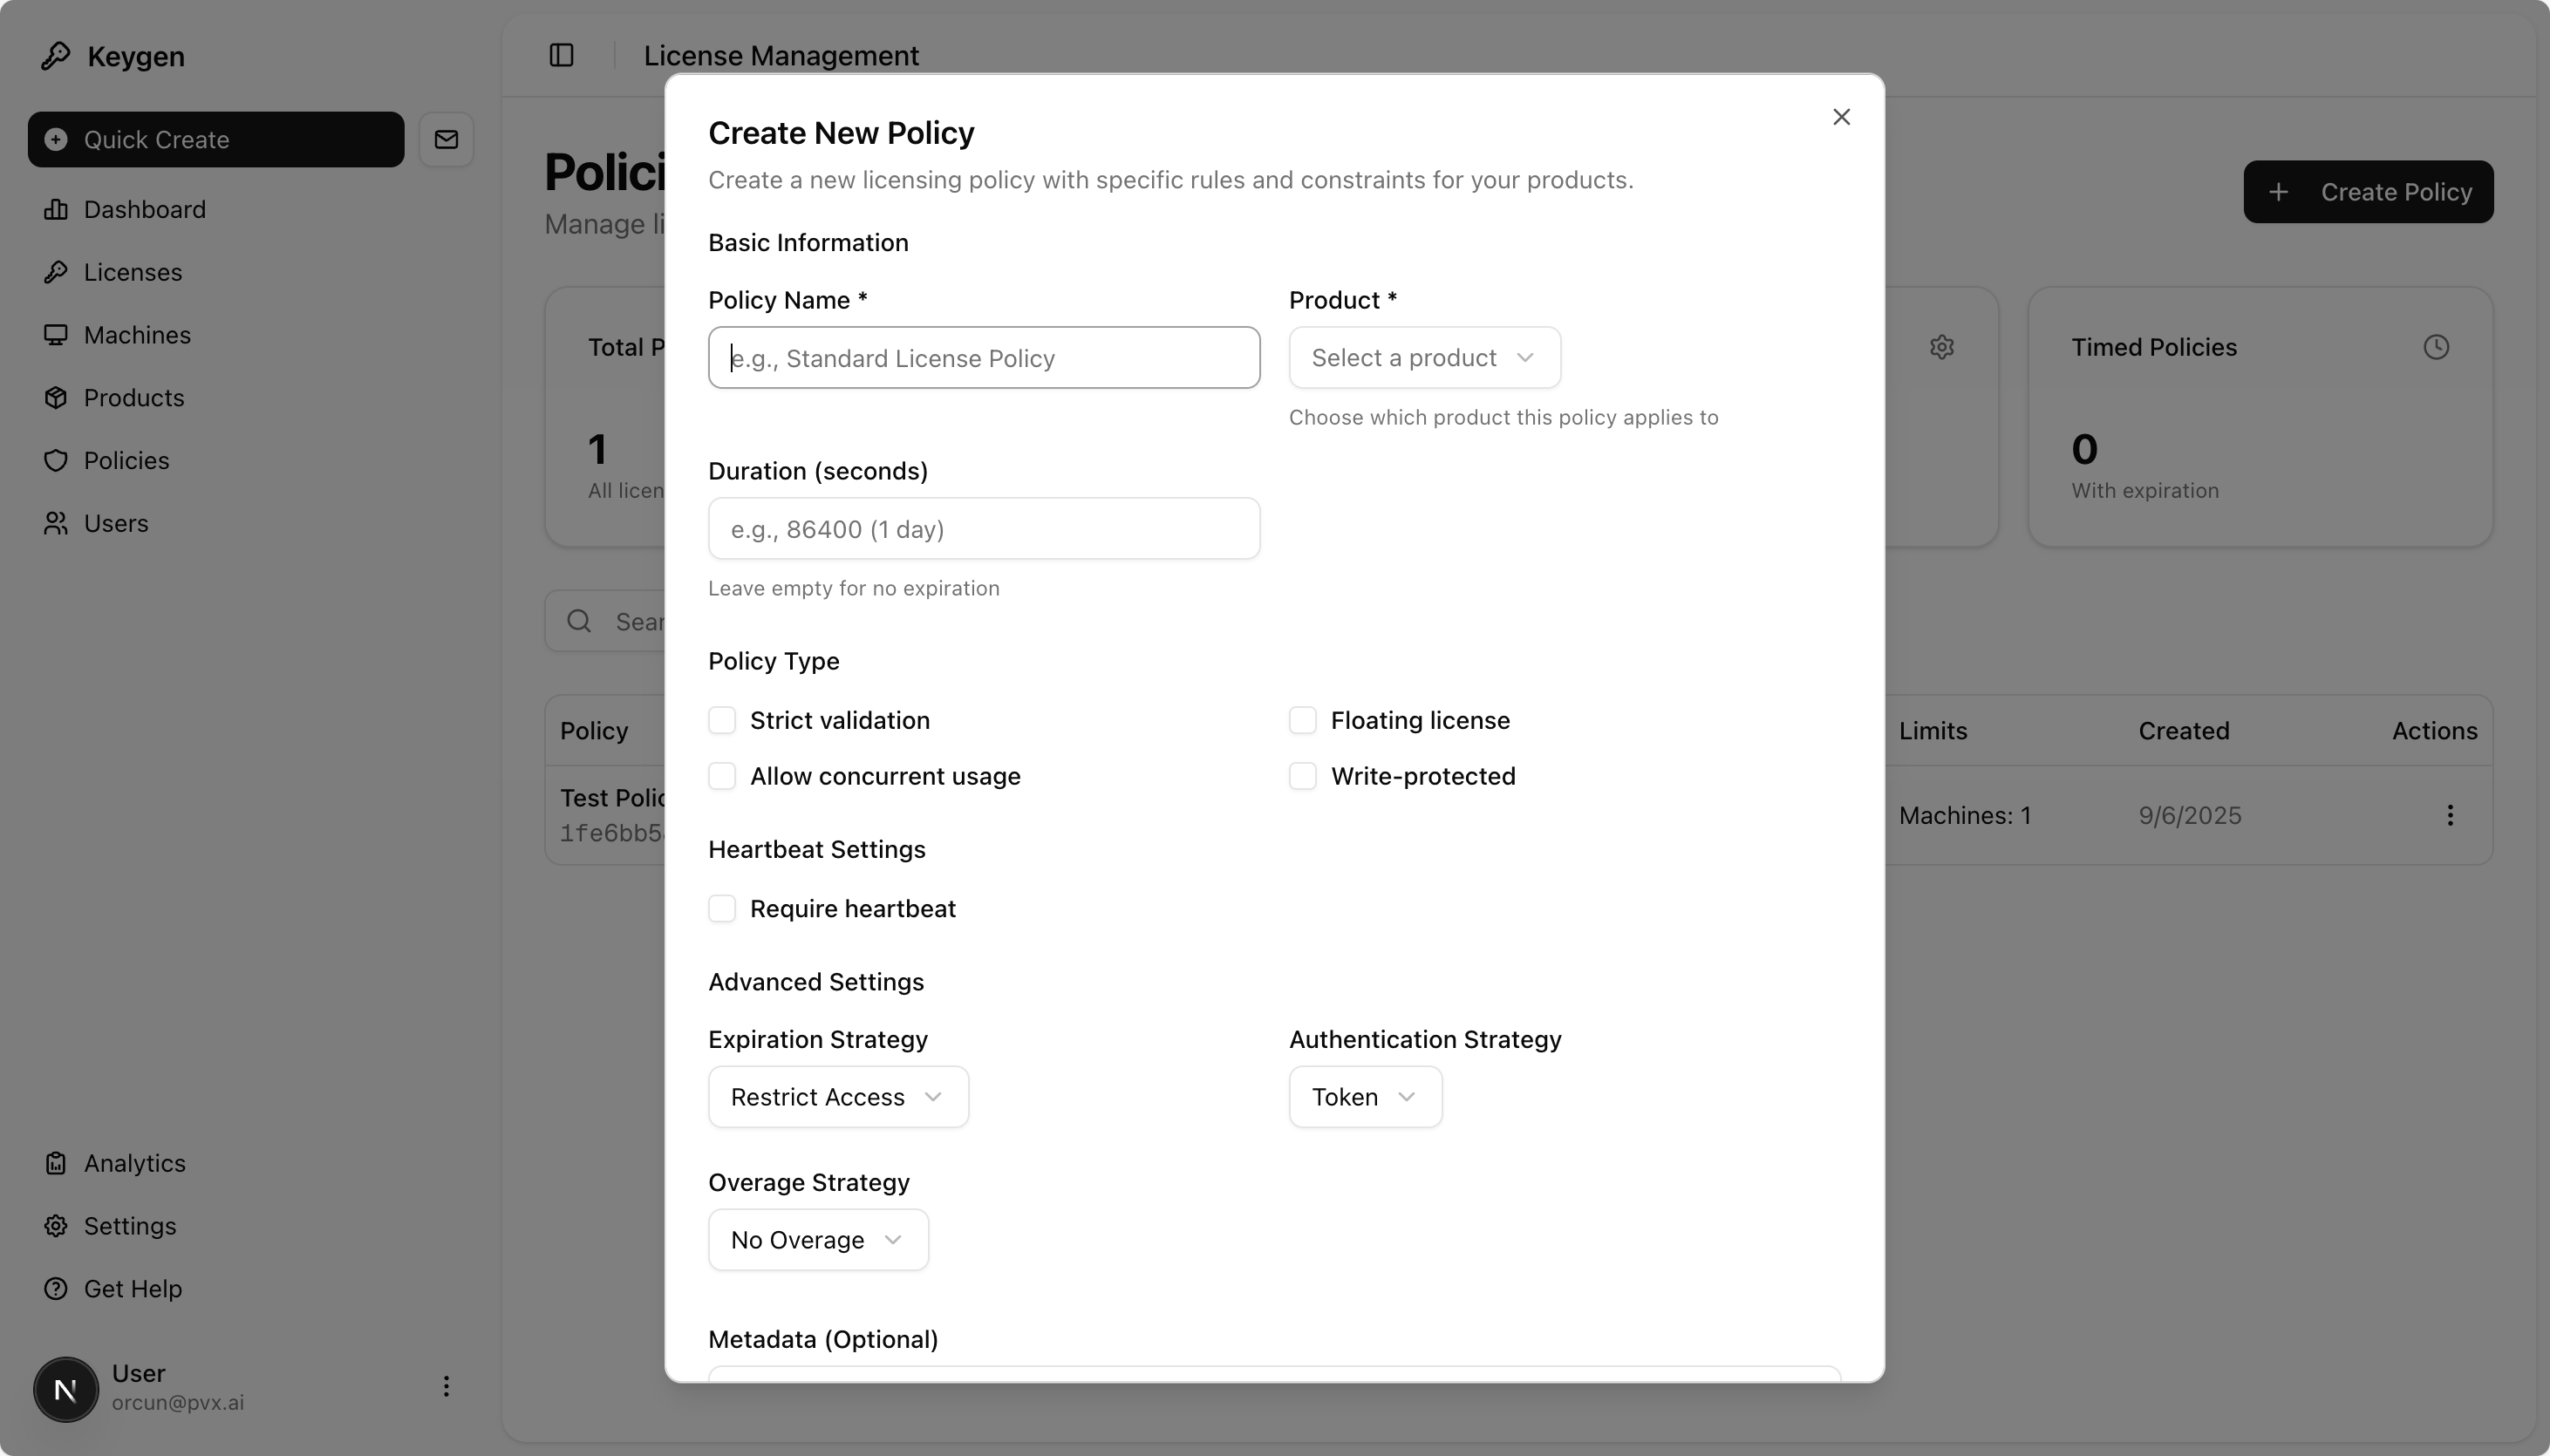 Keygen
Quick Create
Dashboard
Licenses
Machines
Products
Policies
Users
Analytics
Settings
Get Help
N
User
orcun@pvx.ai
License Management
Polici
Manage li
Create Policy
Total P
1
All licen
Timed Policies
0
With expiration
Sear
Policy
Limits
Created
Actions
Test Polic
1fe6bb5
Machines: 1
9/6/2025
Create New Policy
Create a new licensing policy with specific rules and constraints for your products.
Basic Information
Policy Name *
Product *
e.g., Standard License Policy
Select a product
Choose which product this policy applies to
Duration (seconds)
e.g., 86400 (1 day)
Leave empty for no expiration
Policy Type
Strict validation
Floating license
Allow concurrent usage
Write-protected
Heartbeat Settings
Require heartbeat
Advanced Settings
Expiration Strategy
Authentication Strategy
Restrict Access
Token
Overage Strategy
No Overage
Metadata (Optional)